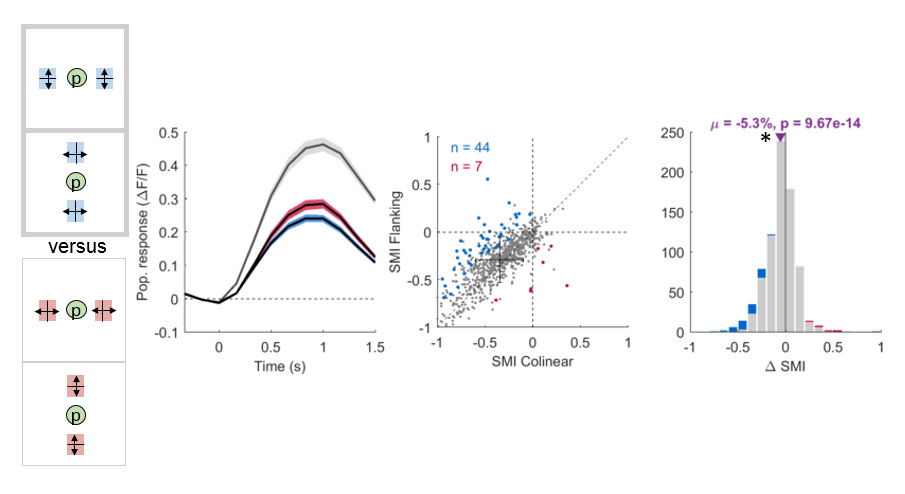 p
p
versus
p
p
Pop. response (ΔF/F)
0.5
0.4
0.3
0.2
0.1
0
-0.1
0
0.5
1
1.5
Time (s)
n = 44
n = 7
SMI Flanking
1
0.5
0
-0.5
-1
-1
-0.5
0
0.5
1
SMI Colinear
μ = -5.3%, p = 9.67e-14
*
250
200
150
100
50
0
-1
-0.5
0
0.5
1
Δ SMI